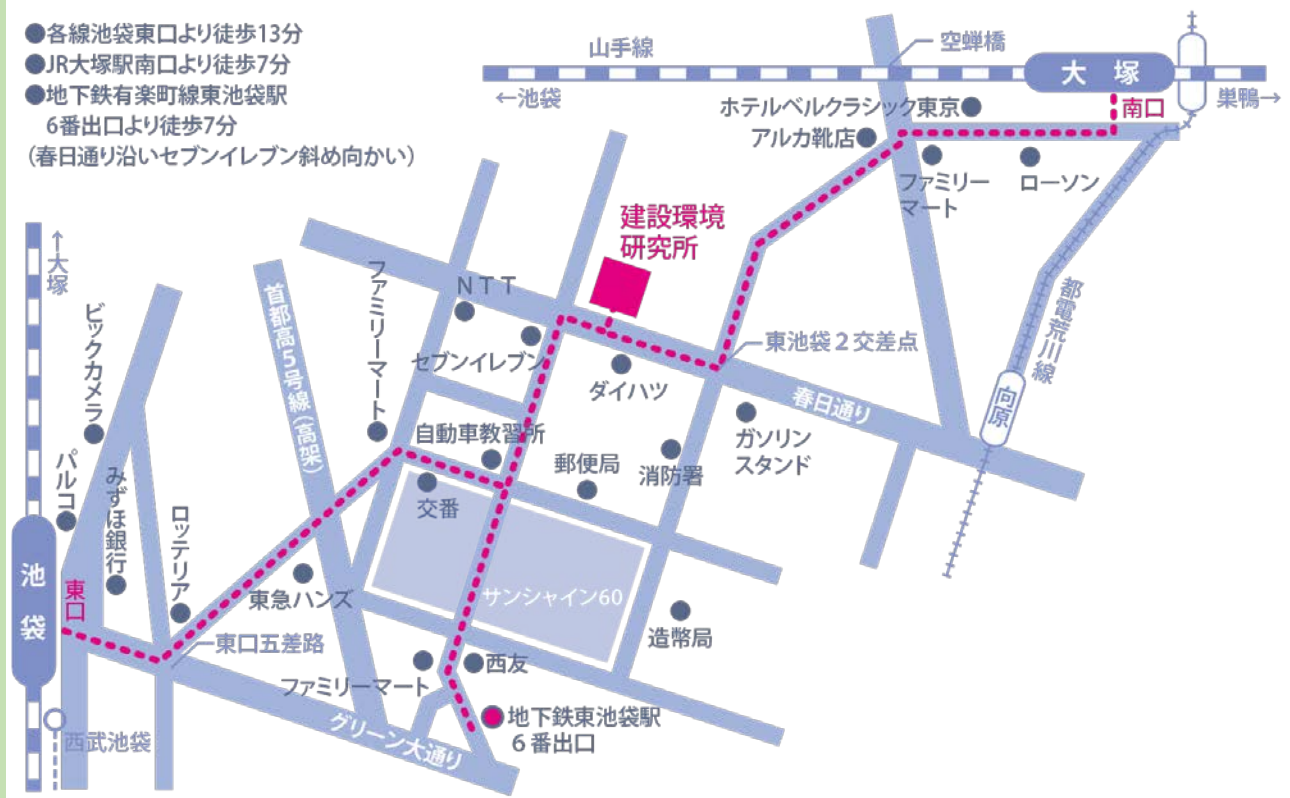 ●各線池袋東口より徒歩13分
●JR大塚駅南口より徒歩7分
●地下鉄有楽町線東池袋駅
6番出口より徒歩7分
(春日通り沿いセブンイレブン斜め向かい)
山手線
空蝉橋
大塚
←池袋
巣鴨→
南口
ホテルベルクラシック東京
アルカ靴店
ファミリー
マート
ローソン
建設環境
研究所
↑大塚
ファミリーマート
NTT
首都高5号線(高架)
ビックカメラ
セブンイレブン
ダイハツ
東池袋2交差点
都電荒川線
春日通り
向原
自動車教習所
郵便局
消防署
ガソリン
スタンド
パルコ
みずほ銀行
ロッテリア
交番
池袋
東口
東急ハンズ
サンシャイン60
造幣局
東口五差路
ファミリーマート
西友
グリーン大通り
地下鉄東池袋駅
6番出口
西武池袋